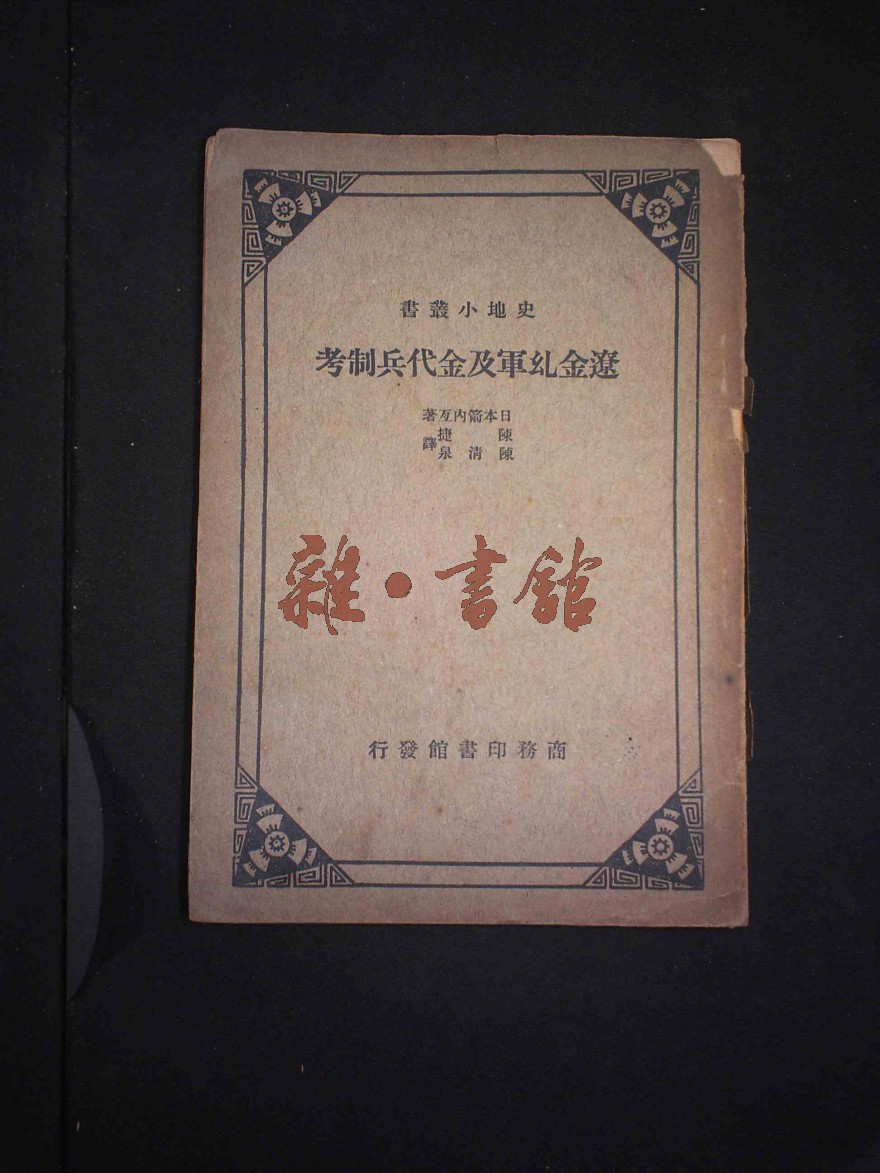 史地小叢書
遼金乣軍及金代兵制考
日本箭內亙著
陳捷
陳清泉
譯
雜·書館
商務印書館發行